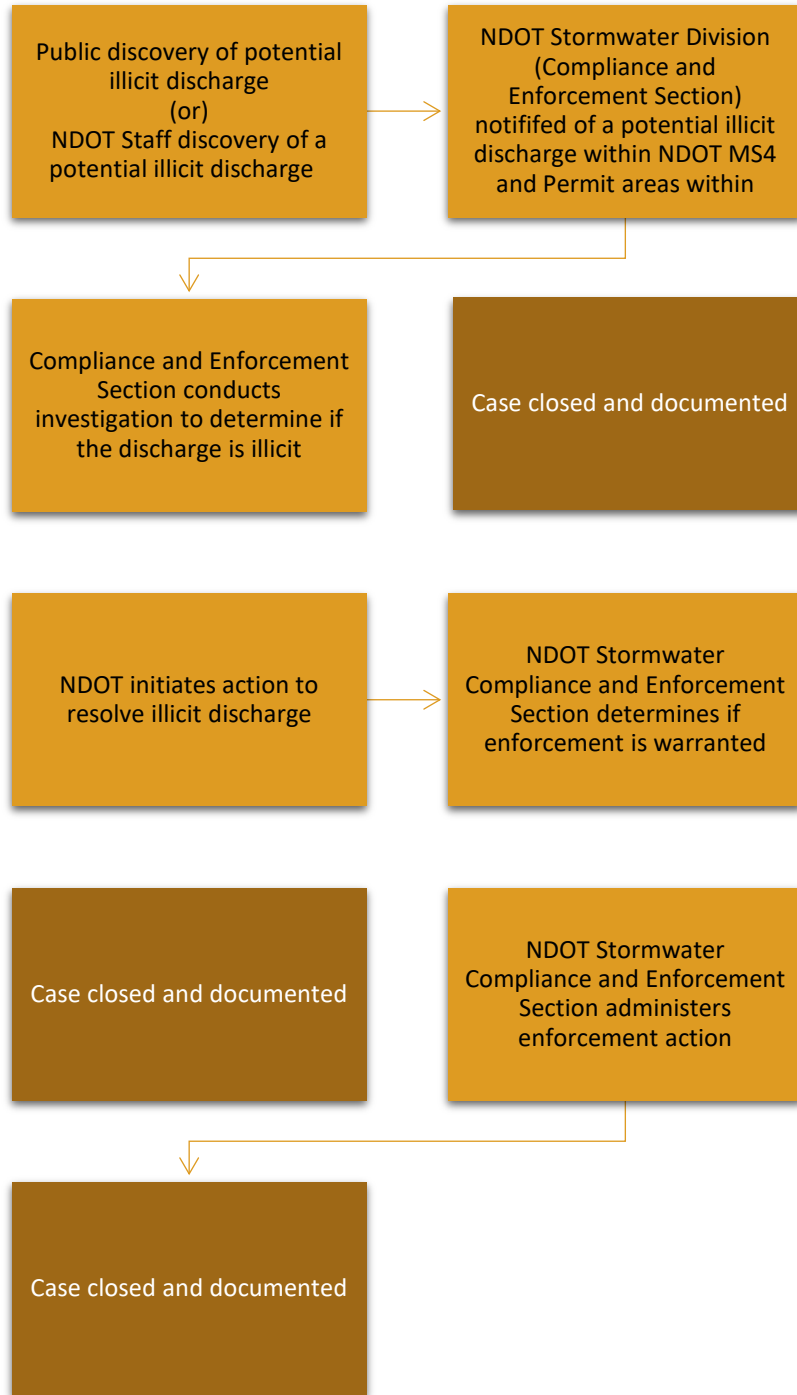 Public discovery of potential
illicit discharge
(or)
NDOT Staff discovery of a
potential illicit discharge
NDOT Stormwater Division
(Compliance and
Enforcement Section)
notififed of a potential illicit
discharge within NDOT MS4
and Permit areas within
Compliance and Enforcement
Section conducts
investigation to determine if
the discharge is illicit
Case closed and documented
NDOT initiates action to
resolve illicit discharge
NDOT Stormwater
Compliance and Enforcement
Section determines if
enforcement is warranted
Case closed and documented
NDOT Stormwater
Compliance and Enforcement
Section administers
enforcement action
Case closed and documented